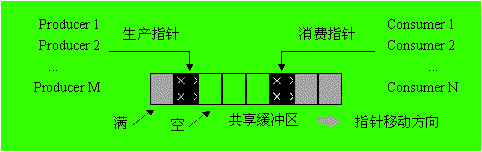 Producer 1
Producer 2
...
Producer M
生产指针
消费指针
Consumer 1
Consumer 2
...
Consumer N
满
空
共享缓冲区
指针移动方向